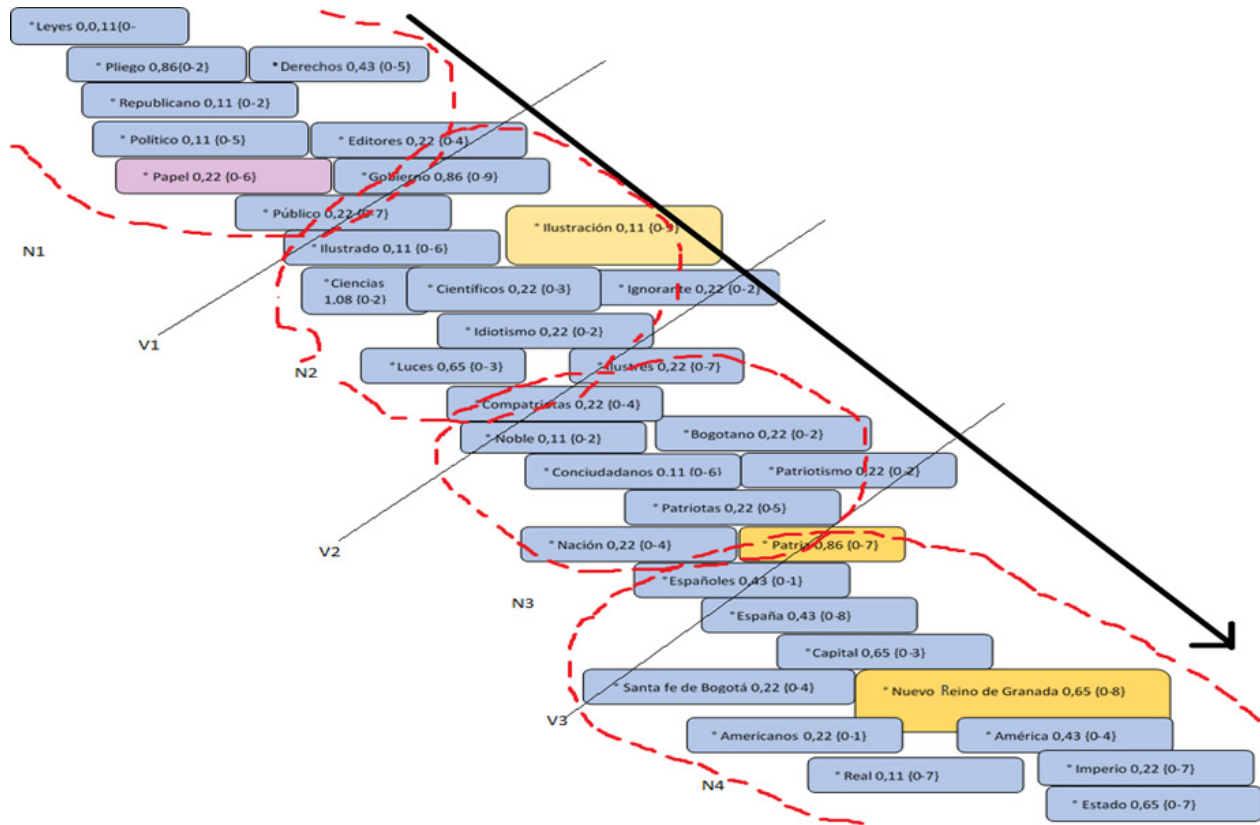 * Leyes 0,0,11{0-
* Pliego 0,86{0-2}
* Derechos 0,43 {0-5}
* Republicano 0,11 {0-2}
* Político 0,11 {0-5}
* Editores 0,22 {0-4}
* Papel 0,22 {0-6}
* Gobierno 0,86 {0-9}
* Público 0,22 {0-7}
* Ilustración 0,11 {0-9}
N1
* Ilustrado 0,11 {0-6}
* Ciencias
1,08 {0-2}
* Científicos 0,22 {0-3}
* Ignorante 0,22 {0-2}
* Idiotismo 0,22 {0-2}
V1
N2
* Luces 0,65 {0-3}
* Ilustres 0,22 {0-7}
* Compatriotas 0,22 {0-4}
* Noble 0,11 {0-2}
* Bogotano 0,22 {0-2}
* Conciudadanos 0.11 {0-6}
* Patriotismo 0,22 {0-2}
* Patriotas 0,22 {0-5}
V2
* Nación 0,22 {0-4}
* Patria 0,86 {0-7}
* Españoles 0,43 {0-1}
N3
* España 0,43 {0-8}
* Capital 0,65 {0-3}
* Santa fe de Bogotá 0,22 {0-4}
* Nuevo Reino de Granada 0,65 {0-8}
V3
* Americanos 0,22 {0-1}
* América 0,43 {0-4}
* Real 0,11 {0-7}
* Imperio 0,22 {0-7}
N4
* Estado 0,65 {0-7}